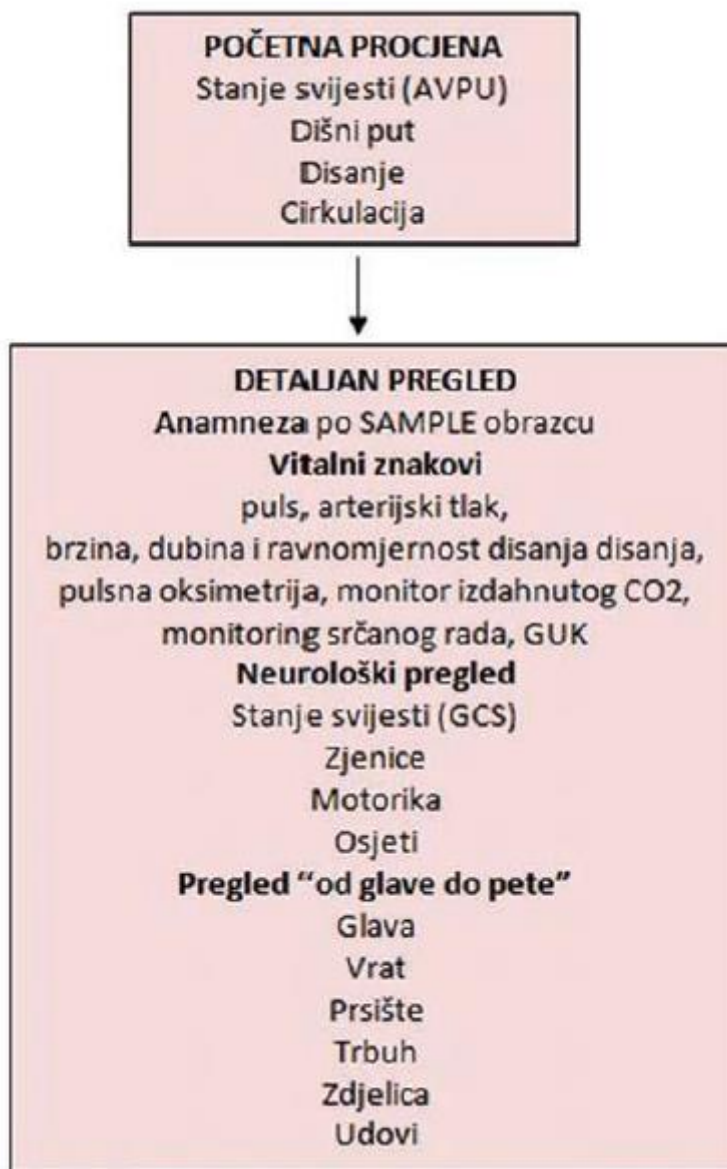 POČETNA PROCJENA
Stanje svijesti (AVPU)
Dišni put
Disanje
Cirkulacija
DETALJAN PREGLED
Anamneza po SAMPLE obrazcu
Vitalni znakovi
puls, arterijski tlak,
brzina, dubina i ravnomjernost disanja disanja,
pulsna oksimetrija, monitor izdahnutog CO2,
monitoring srčanog rada, GUK
Neurološki pregled
Stanje svijesti (GCS)
Zjenice
Motorika
Osjeti
Pregled “od glave do pete”
Glava
Vrat
Prsište
Trbuh
Zdjelica
Udovi